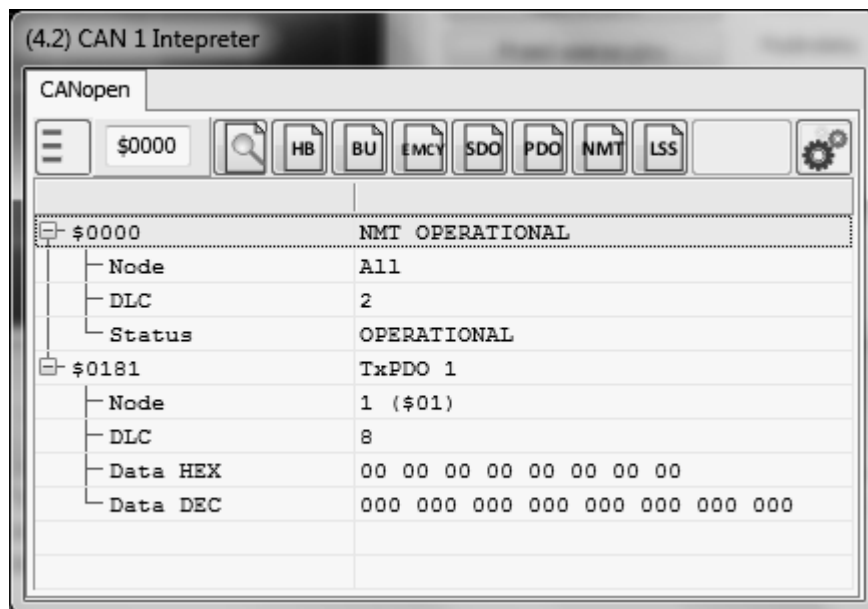 (4.2) CAN 1 Intepreter
CANopen
$0000 HB BU EMCY SDO PDO NMT LSS
$0000 NMT OPERATIONAL
Node All
DLC 2
Status OPERATIONAL
$0181 TxPDO 1
Node 1 ($01)
DLC 8
Data HEX 00 00 00 00 00 00 00 00
Data DEC 000 000 000 000 000 000 000 000